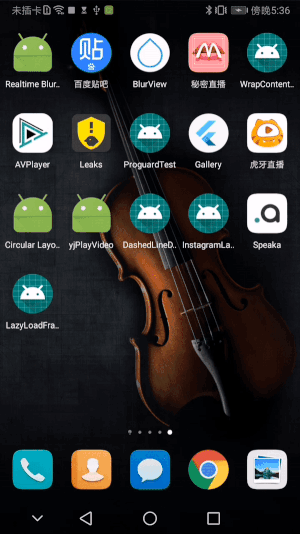 未插卡 傍晚5:36
贴
Realtime Blur.. 百度贴吧 BlurView 秘密直播 WrapContent..
AVPlayer Leaks ProguardTest Gallery 虎牙直播
.a
Circular Layo.. yjPlayVideo DashedLineD.. InstagramLa.. Speaka
LazyLoadFra..